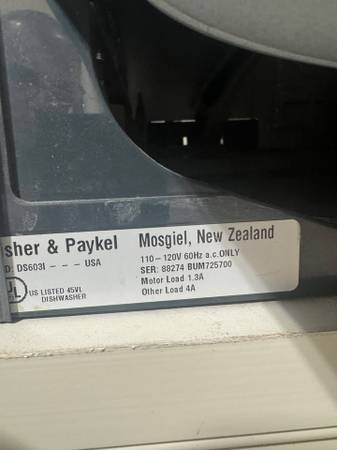 sher & Paykel Mosgiel, New Zealand
D: DS603I - - - USA 110-120V 60Hz a.c.ONLY
SER: 88274 BUM725700
UL US LISTED 45VL Motor Load 1.3A
DISHWASHER Other Load 4A